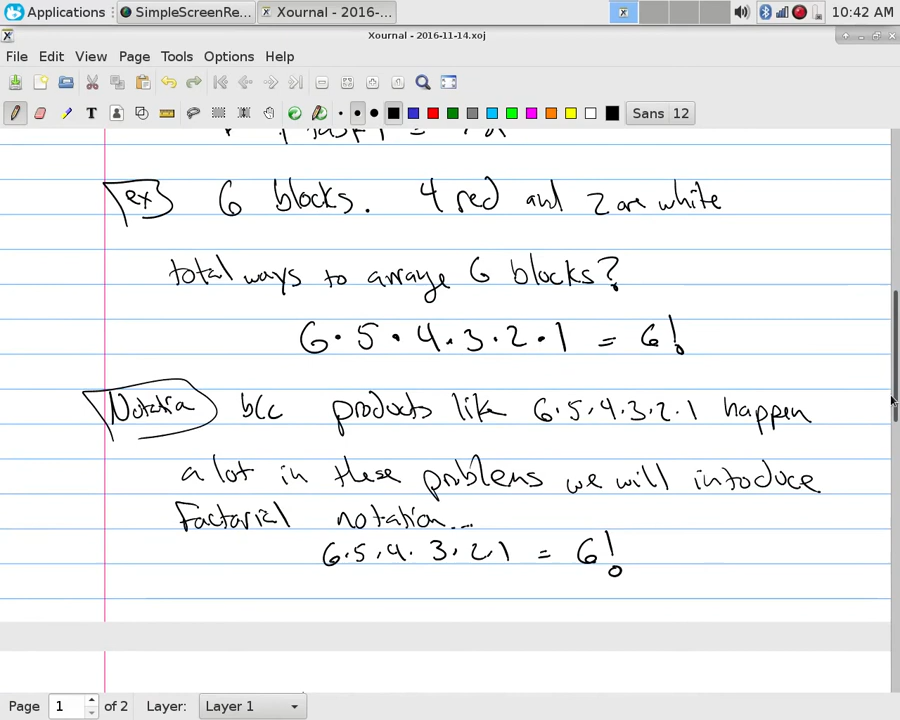 Applications SimpleScreenRe... Xournal - 2016-... 10:42 AM
Xournal - 2016-11-14.xoj
File Edit View Page Tools Options Help
Sans 12
ex 6 blocks. 4 red and 2 are white
total ways to arrange 6 blocks?
6 · 5 · 4 · 3 · 2 · 1 = 6!
Notatia b/c products like 6·5·4·3·2·1 happen
a lot in these problems we will intoduce
Factorial notation...
6·5·4·3·2·1 = 6!
Page 1 of 2 Layer: Layer 1